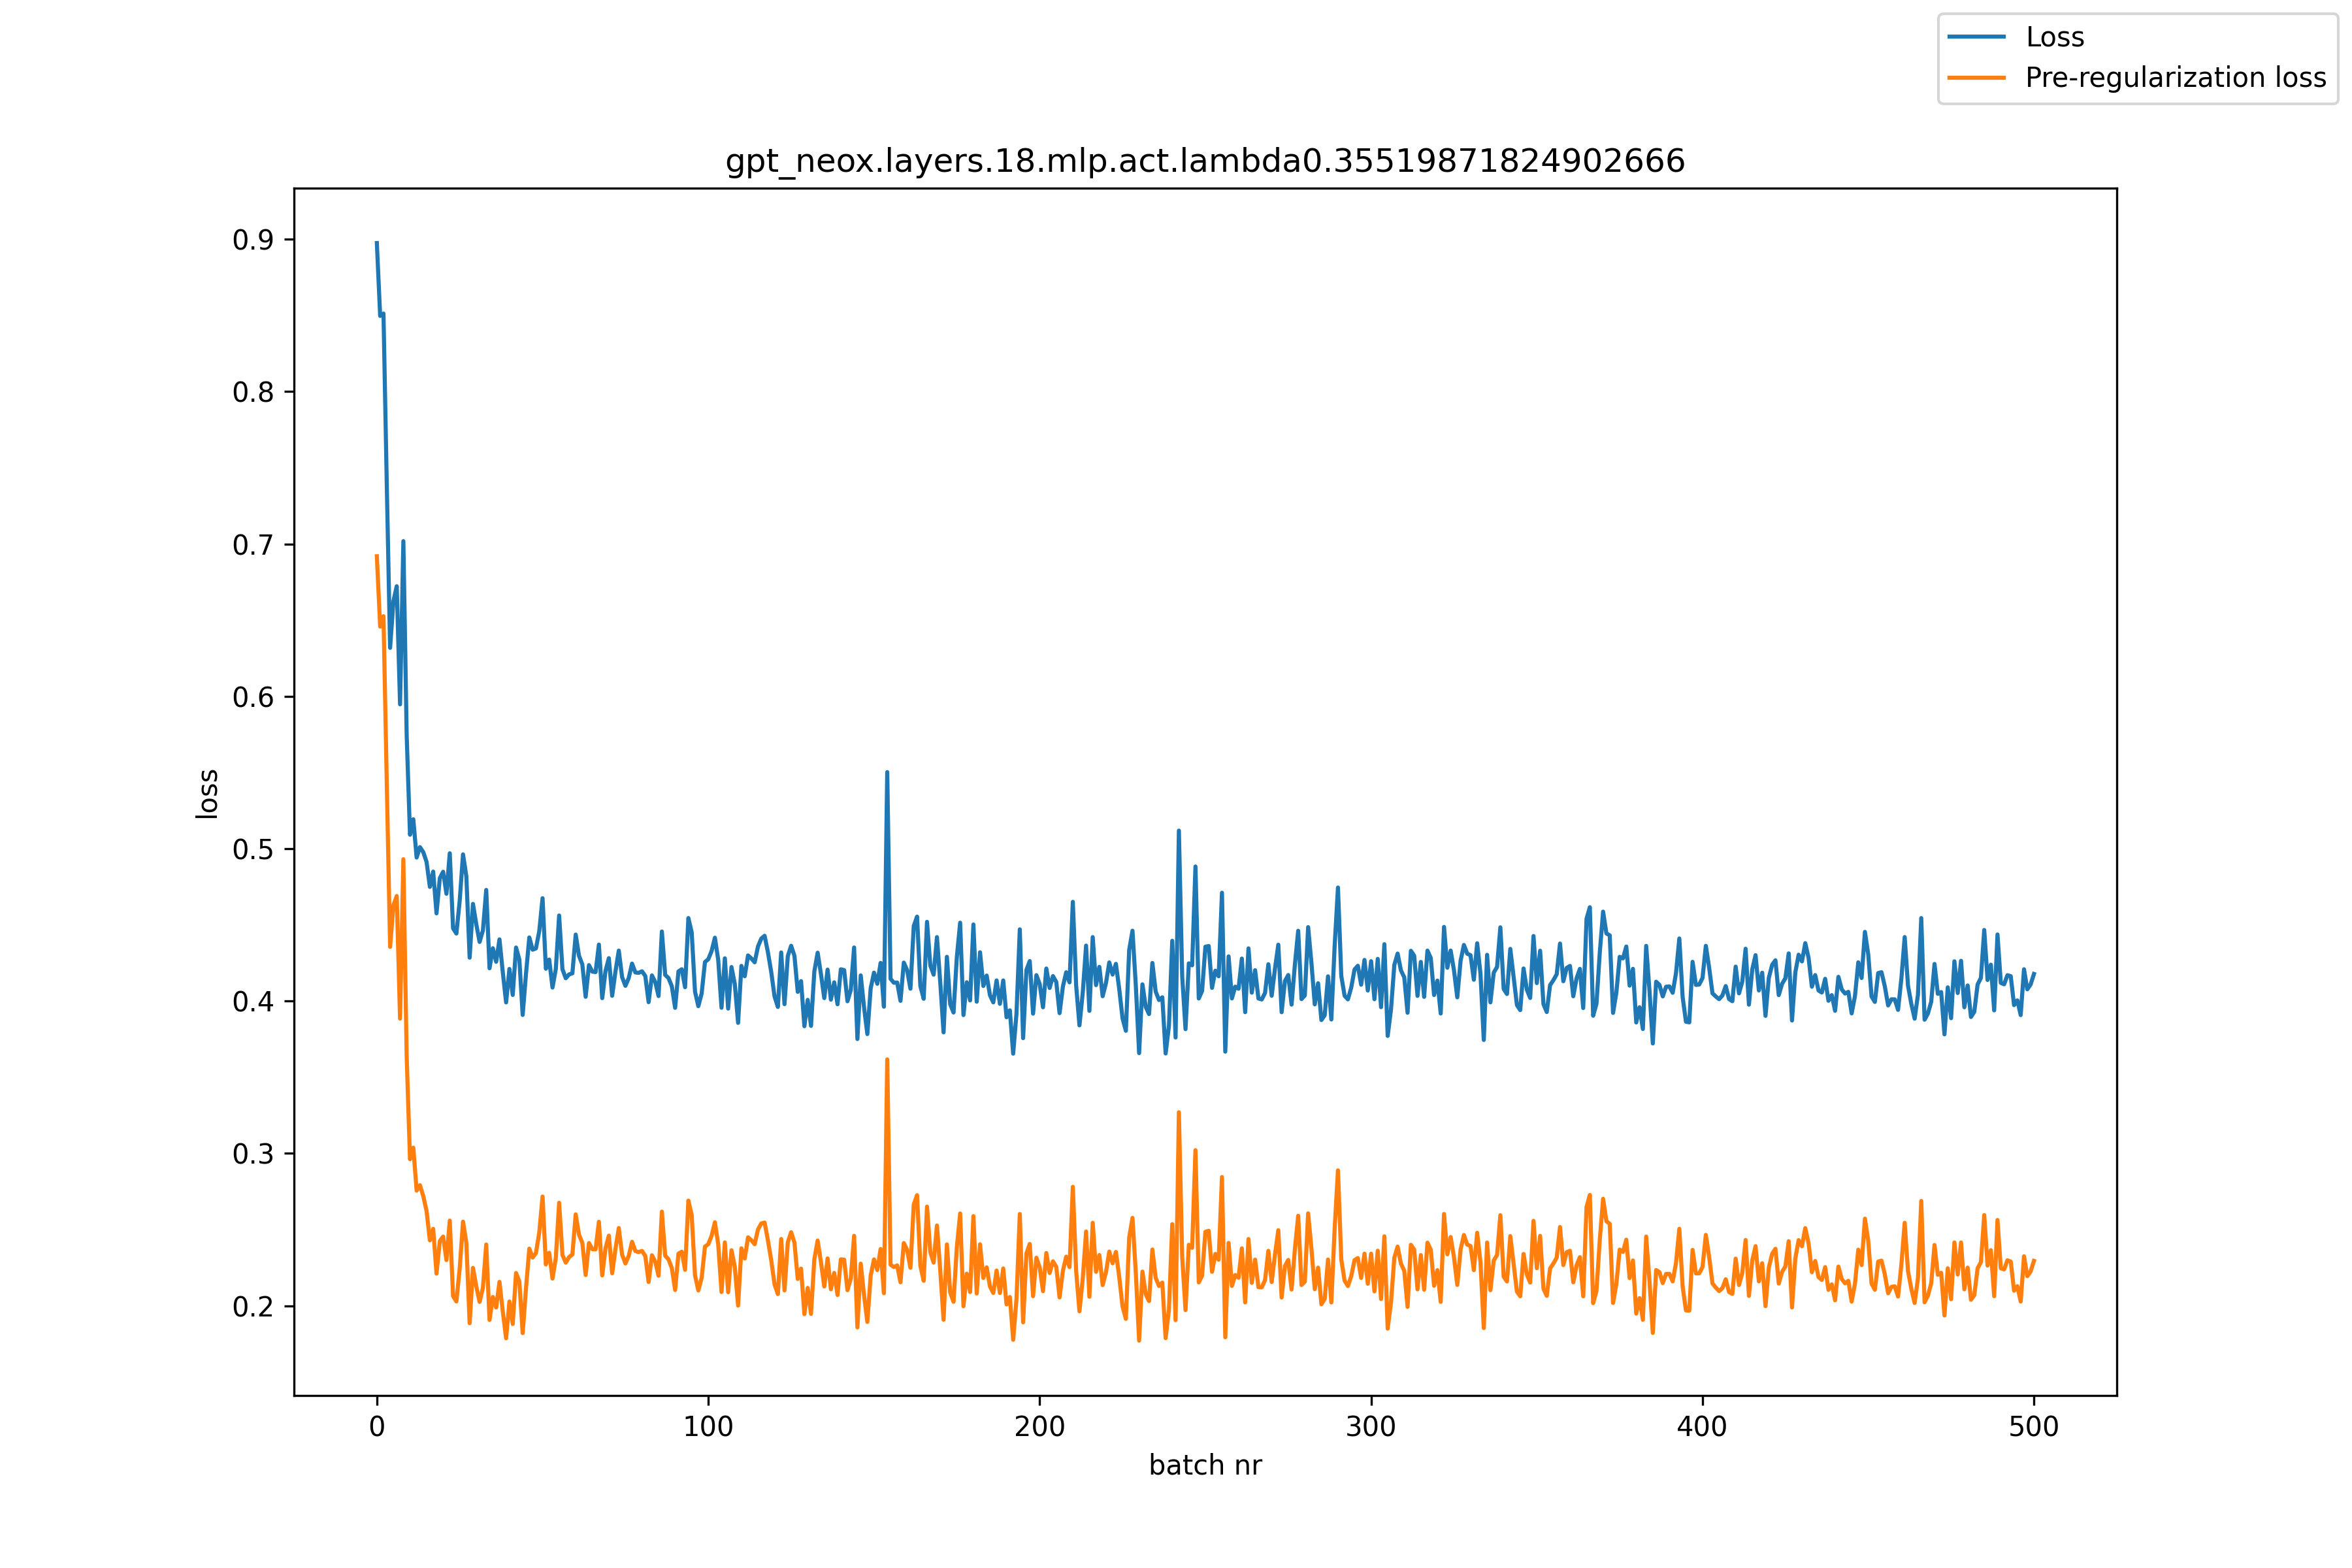 Loss
Pre-regularization loss
gpt_neox.layers.18.mlp.act.lambda0.35519871824902666
0.9
0.8
0.7
0.6
0.5
0.4
0.3
0.2
loss
0 100 200 300 400 500
batch nr